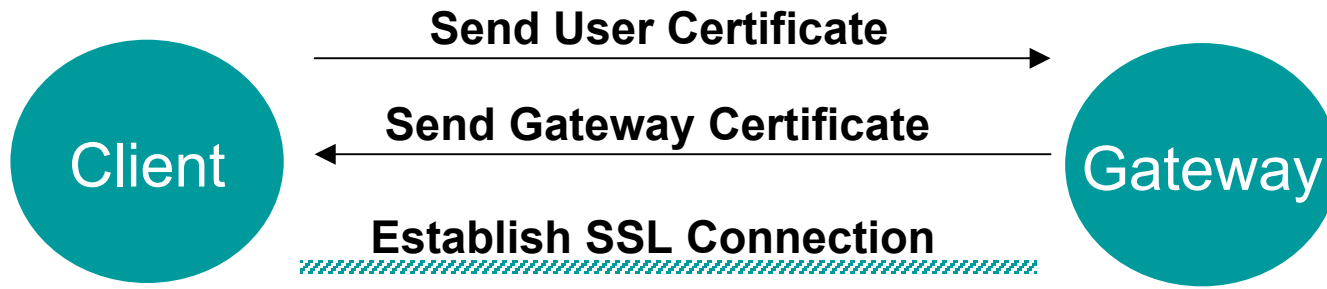 Send User Certificate
Send Gateway Certificate
Client
Gateway
Establish SSL Connection